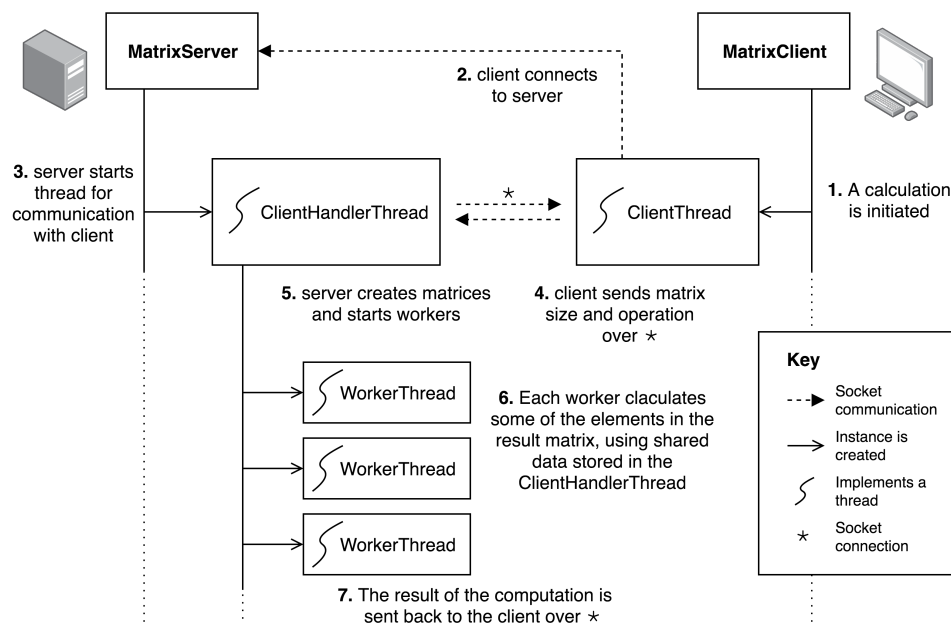 MatrixServer
MatrixClient
2. client connects
to server
3. server starts
thread for
communication
with client
ClientHandlerThread
*
ClientThread
1. A calculation
is initiated
5. server creates matrices
and starts workers
4. client sends matrix
size and operation
over *
WorkerThread
WorkerThread
WorkerThread
6. Each worker claculates
some of the elements in the
result matrix, using shared
data stored in the
ClientHandlerThread
7. The result of the computation is
sent back to the client over *
Key
Socket
communication
Instance is
created
Implements a
thread
* Socket
connection